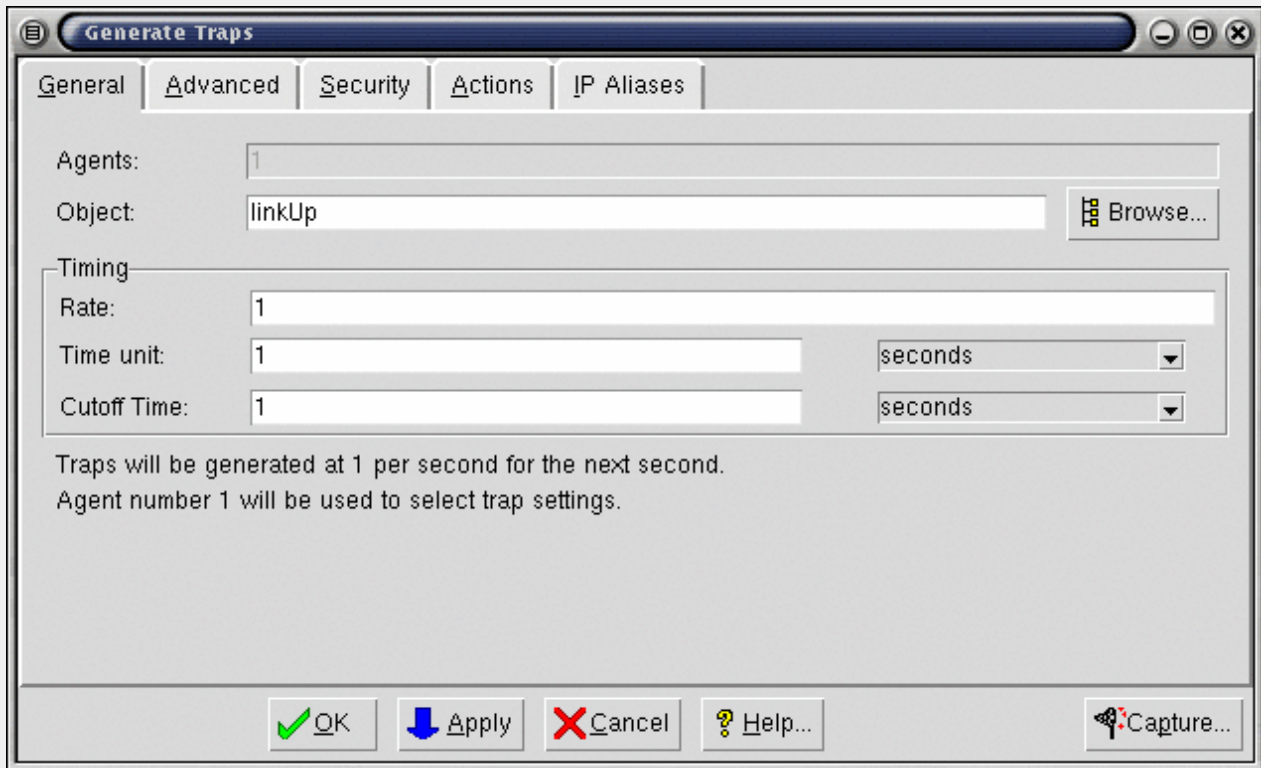 Generate Traps
General Advanced Security Actions IP Aliases
Agents: 1
Object: linkUp Browse...
Timing
Rate: 1
Time unit: 1 seconds
Cutoff Time: 1 seconds
Traps will be generated at 1 per second for the next second.
Agent number 1 will be used to select trap settings.
OK Apply Cancel Help... Capture...